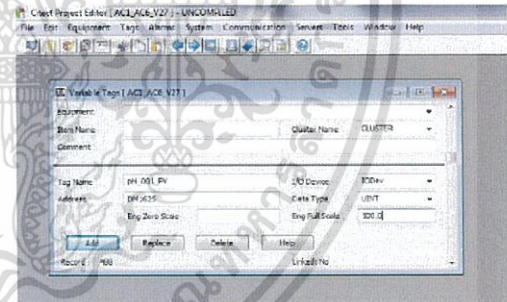 Citect Project Editor [ AC1_AC6_V27 ] - UNCOMPILED
File Edit Equipment Tags Alarms System Communication Servers Tools Window Help
Variable Tags [ AC1_AC6_V27 ]
Equipment
Item Name Cluster Name CLUSTER
Comment
Tag Name pH_001_PV I/O Device IODev
Address DM:625 Data Type UINT
Eng Zero Scale Eng Full Scale 100.0
Add Replace Delete Help
Record : Linked: No